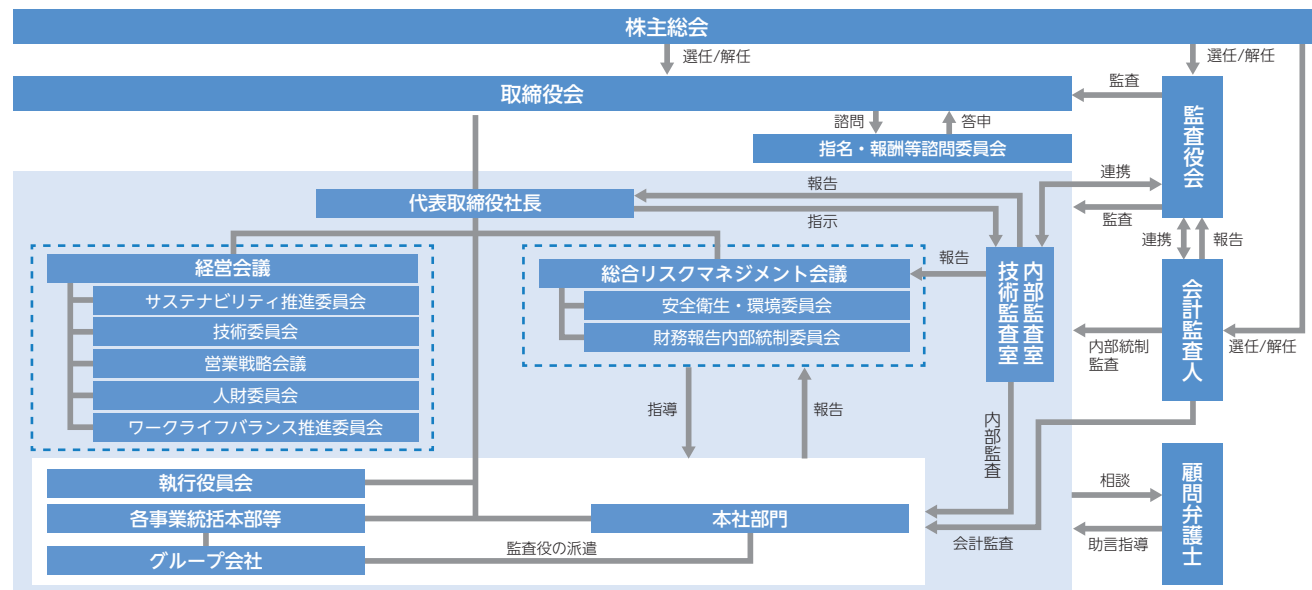 株主総会
選任/解任
選任/解任
取締役会
監査
監査役会
諮問
答申
指名・報酬等諮問委員会
連携
報告
代表取締役社長
指示
監査
連携
報告
経営会議
サステナビリティ推進委員会
技術委員会
営業戦略会議
人財委員会
ワークライフバランス推進委員会
総合リスクマネジメント会議
安全衛生・環境委員会
財務報告内部統制委員会
報告
内部監査室
技術監査室
会計監査人
内部統制
監査
選任/解任
指導
報告
内部監査
執行役員会
各事業統括本部等
本社部門
グループ会社
監査役の派遣
会計監査
相談
助言指導
顧問弁護士